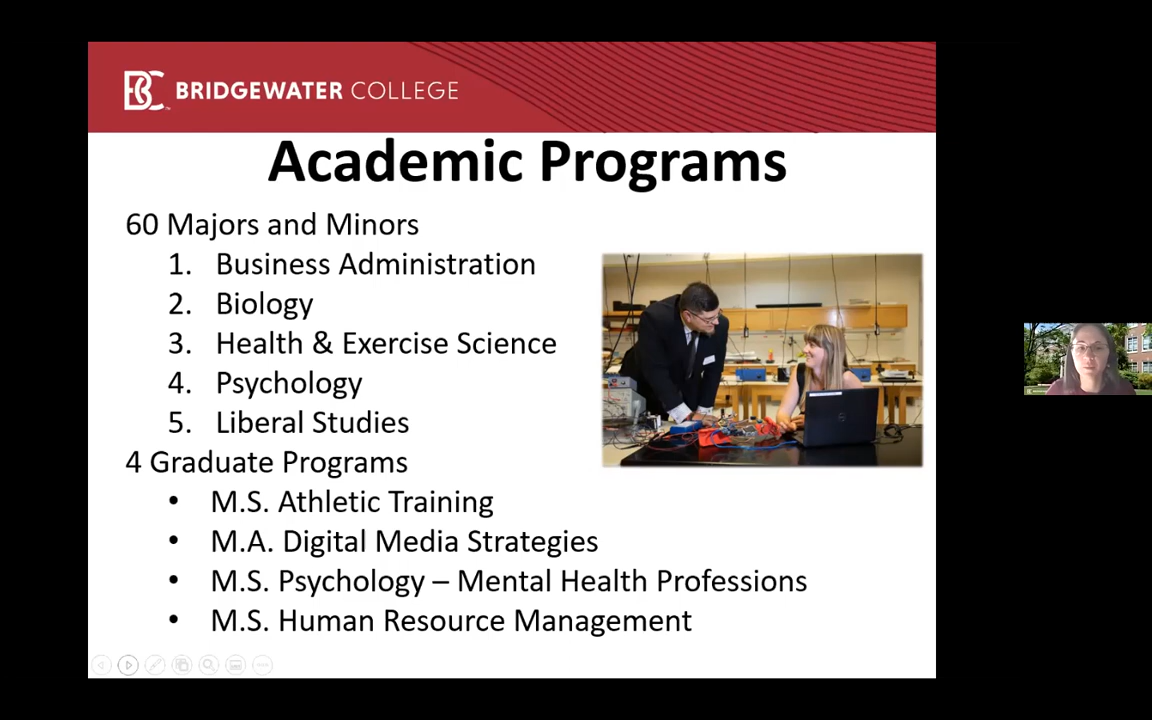 BRIDGEWATER COLLEGE
Academic Programs
60 Majors and Minors
1. Business Administration
2. Biology
3. Health & Exercise Science
4. Psychology
5. Liberal Studies
4 Graduate Programs
• M.S. Athletic Training
• M.A. Digital Media Strategies
• M.S. Psychology – Mental Health Professions
• M.S. Human Resource Management